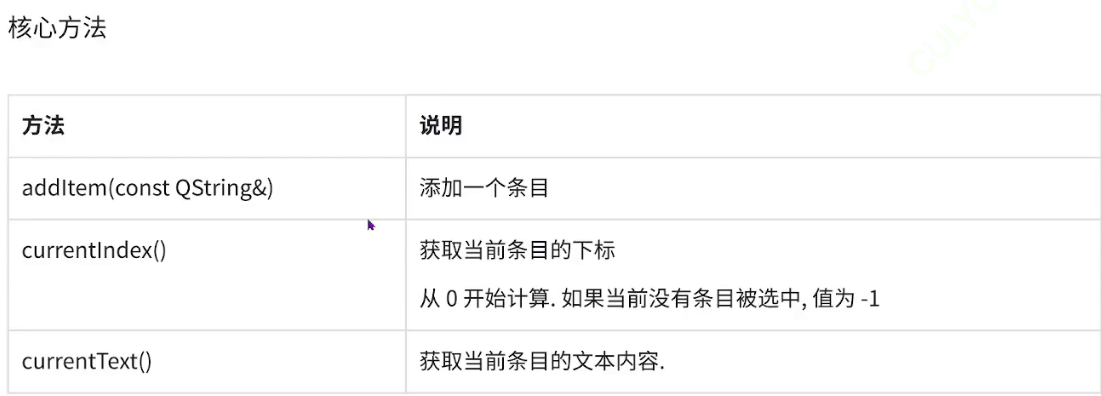 核心方法
方法 说明
addItem(const QString&) 添加一个条目
currentIndex() 获取当前条目的下标
从 0 开始计算. 如果当前没有条目被选中, 值为 -1
currentText() 获取当前条目的文本内容.